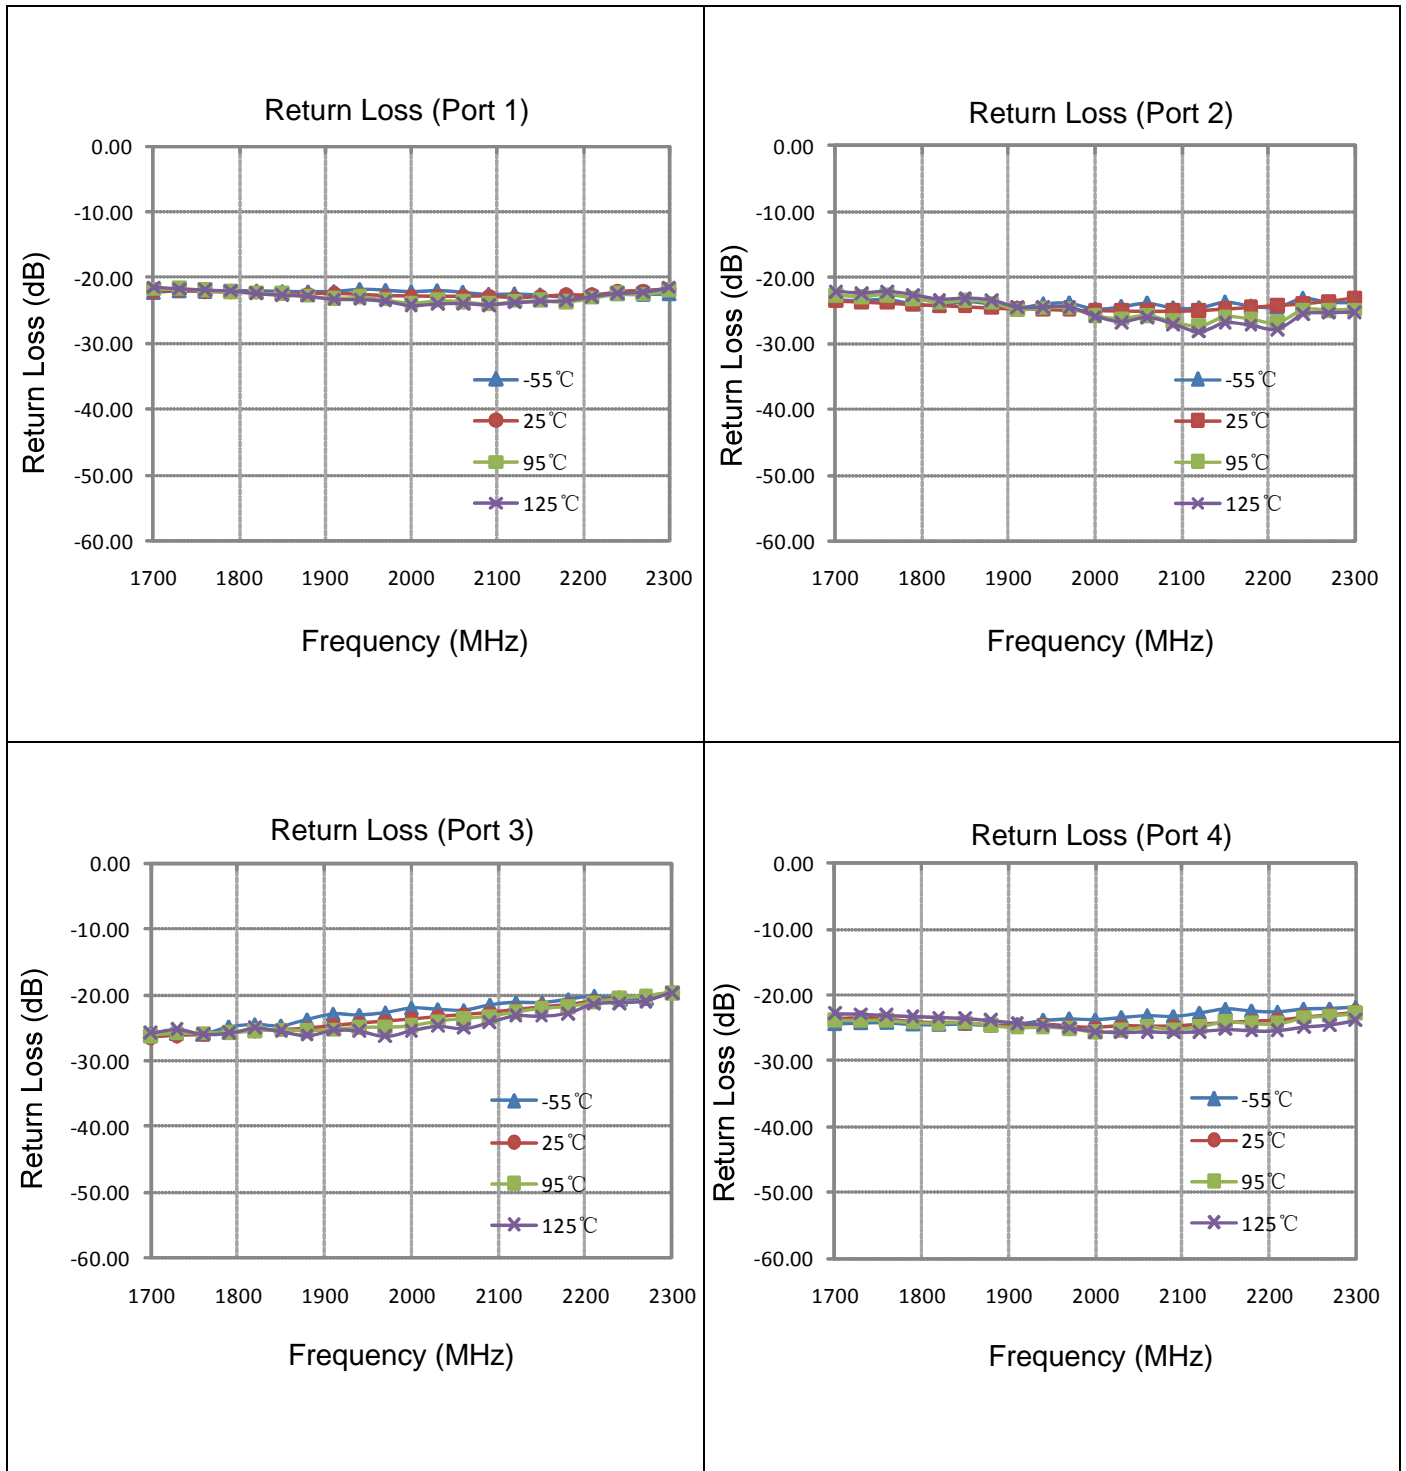 Return Loss (Port 1)
Return Loss (dB)
0.00
-10.00
-20.00
-30.00
-40.00
-50.00
-60.00
-55℃
25℃
95℃
125℃
1700 1800 1900 2000 2100 2200 2300
Frequency (MHz)
Return Loss (Port 2)
Return Loss (dB)
0.00
-10.00
-20.00
-30.00
-40.00
-50.00
-60.00
-55℃
25℃
95℃
125℃
1700 1800 1900 2000 2100 2200 2300
Frequency (MHz)
Return Loss (Port 3)
Return Loss (dB)
0.00
-10.00
-20.00
-30.00
-40.00
-50.00
-60.00
-55℃
25℃
95℃
125℃
1700 1800 1900 2000 2100 2200 2300
Frequency (MHz)
Return Loss (Port 4)
Return Loss (dB)
0.00
-10.00
-20.00
-30.00
-40.00
-50.00
-60.00
-55℃
25℃
95℃
125℃
1700 1800 1900 2000 2100 2200 2300
Frequency (MHz)